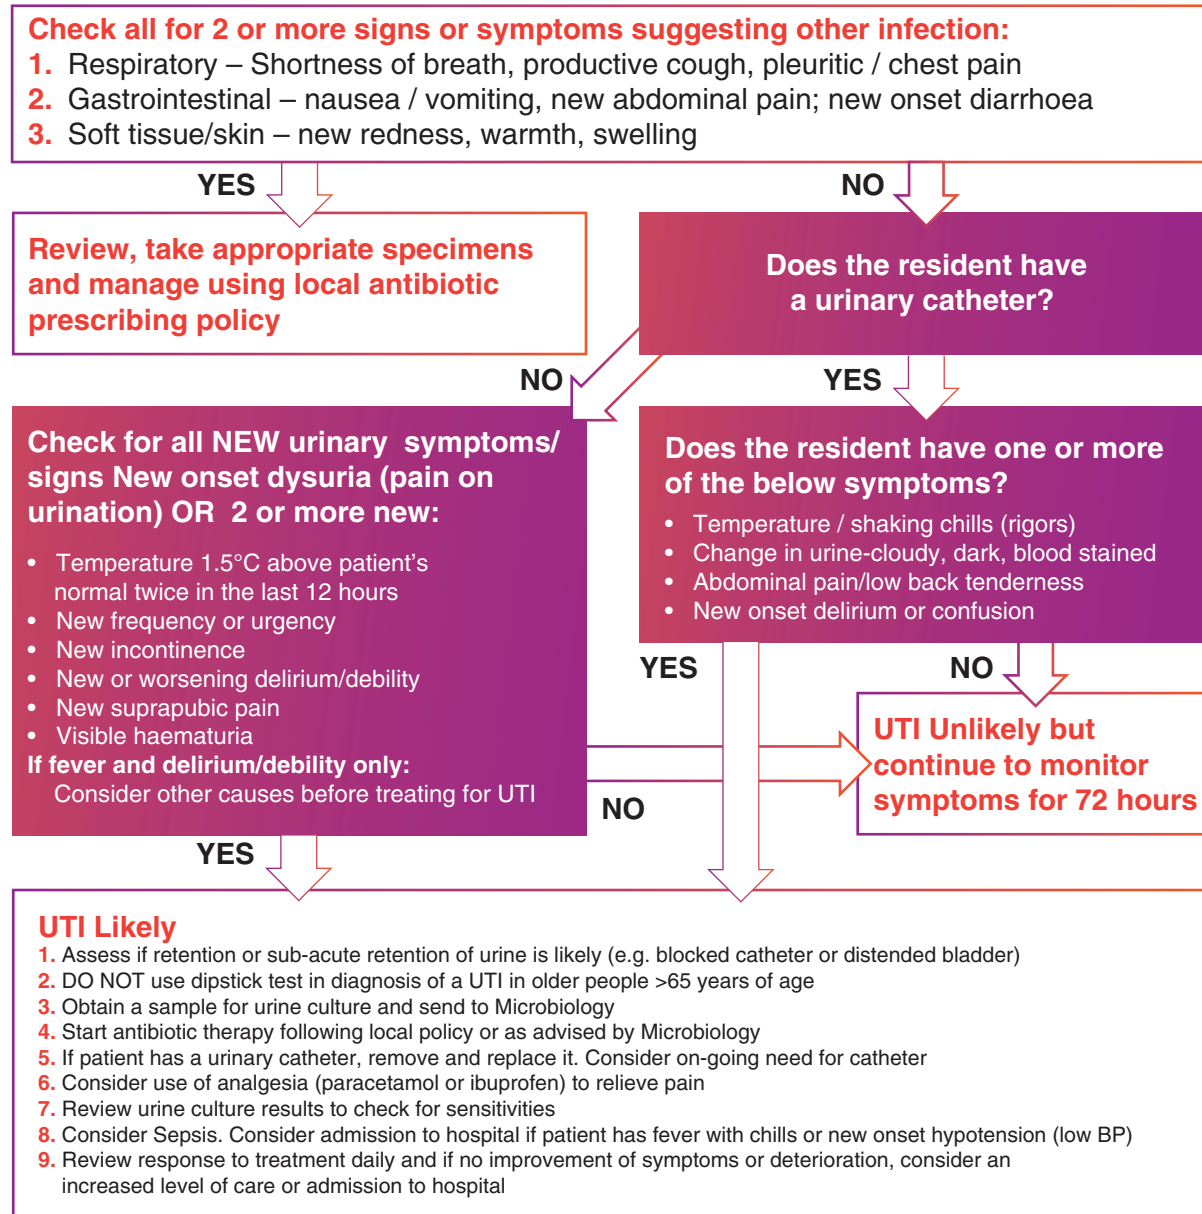 Check all for 2 or more signs or symptoms suggesting other infection:
1. Respiratory – Shortness of breath, productive cough, pleuritic / chest pain
2. Gastrointestinal – nausea / vomiting, new abdominal pain; new onset diarrhoea
3. Soft tissue/skin – new redness, warmth, swelling
YES
NO
Review, take appropriate specimens
and manage using local antibiotic
prescribing policy
Does the resident have
a urinary catheter?
NO
YES
Check for all NEW urinary symptoms/
signs New onset dysuria (pain on
urination) OR 2 or more new:
• Temperature 1.5°C above patient's
normal twice in the last 12 hours
• New frequency or urgency
• New incontinence
• New or worsening delirium/debility
• New suprapubic pain
• Visible haematuria
If fever and delirium/debility only:
Consider other causes before treating for UTI
Does the resident have one or more
of the below symptoms?
• Temperature / shaking chills (rigors)
• Change in urine-cloudy, dark, blood stained
• Abdominal pain/low back tenderness
• New onset delirium or confusion
YES
NO
UTI Unlikely but
continue to monitor
symptoms for 72 hours
NO
YES
UTI Likely
1. Assess if retention or sub-acute retention of urine is likely (e.g. blocked catheter or distended bladder)
2. DO NOT use dipstick test in diagnosis of a UTI in older people >65 years of age
3. Obtain a sample for urine culture and send to Microbiology
4. Start antibiotic therapy following local policy or as advised by Microbiology
5. If patient has a urinary catheter, remove and replace it. Consider on-going need for catheter
6. Consider use of analgesia (paracetamol or ibuprofen) to relieve pain
7. Review urine culture results to check for sensitivities
8. Consider Sepsis. Consider admission to hospital if patient has fever with chills or new onset hypotension (low BP)
9. Review response to treatment daily and if no improvement of symptoms or deterioration, consider an
increased level of care or admission to hospital